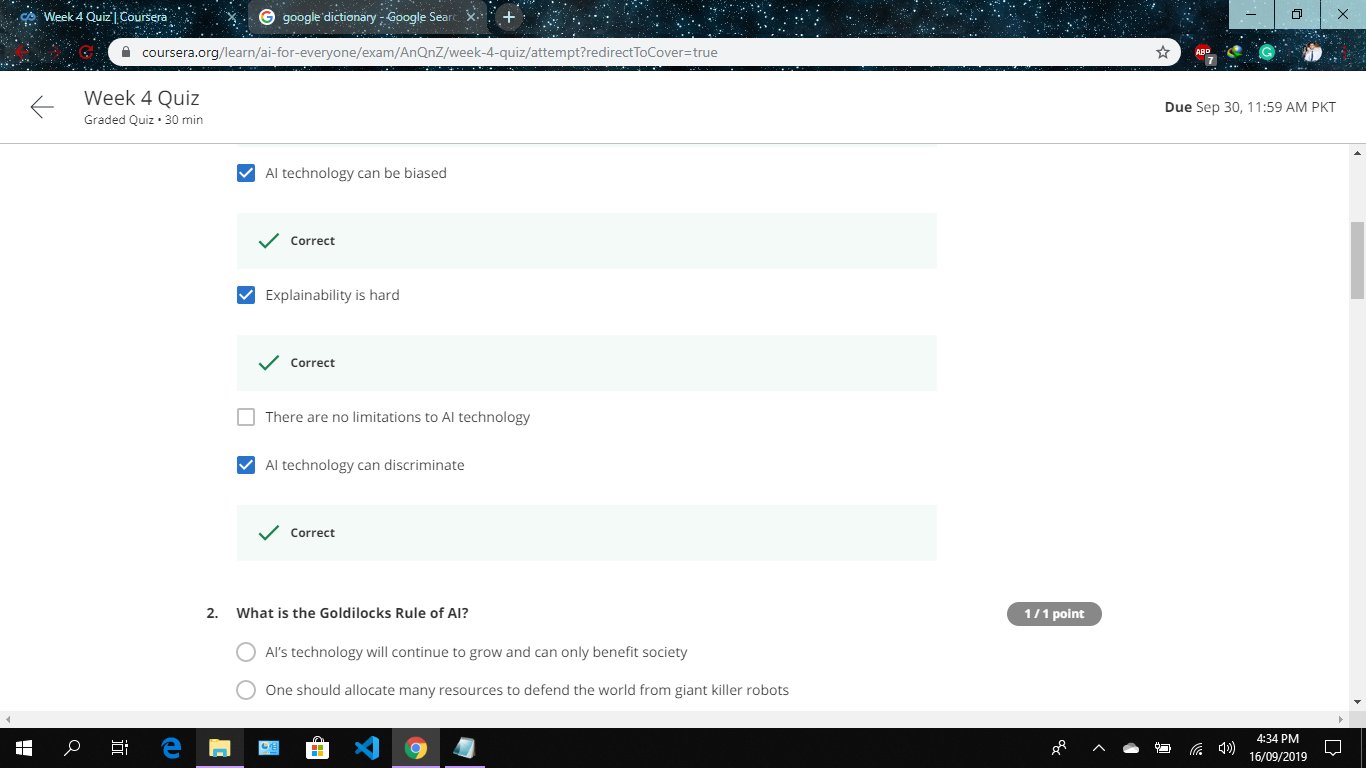 Week 4 Quiz | Coursera
google dictionary - Google Sear
coursera.org/learn/ai-for-everyone/exam/AnQnZ/week-4-quiz/attempt?redirectToCover=true
ABP
7
Week 4 Quiz
Graded Quiz • 30 min
Due Sep 30, 11:59 AM PKT
AI technology can be biased
Correct
Explainability is hard
Correct
There are no limitations to AI technology
AI technology can discriminate
Correct
2. What is the Goldilocks Rule of AI?
1 / 1 point
AI's technology will continue to grow and can only benefit society
One should allocate many resources to defend the world from giant killer robots
4:34 PM
16/09/2019